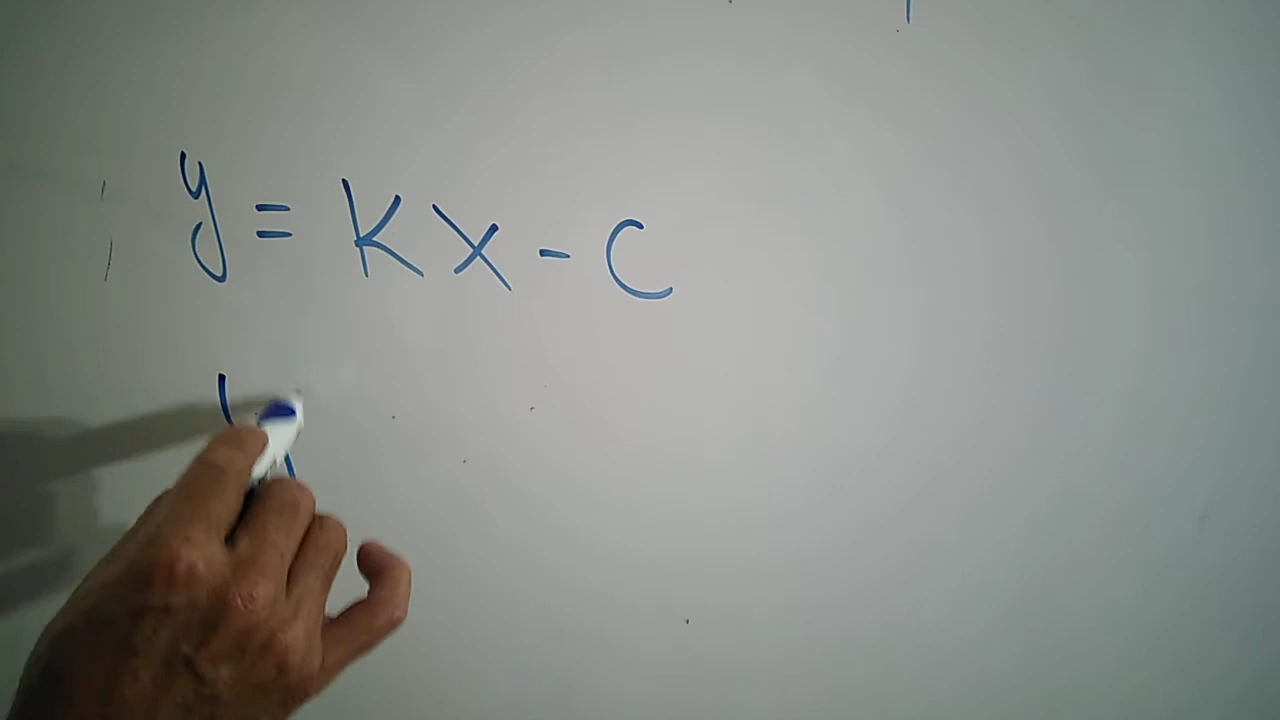 y = kx - c